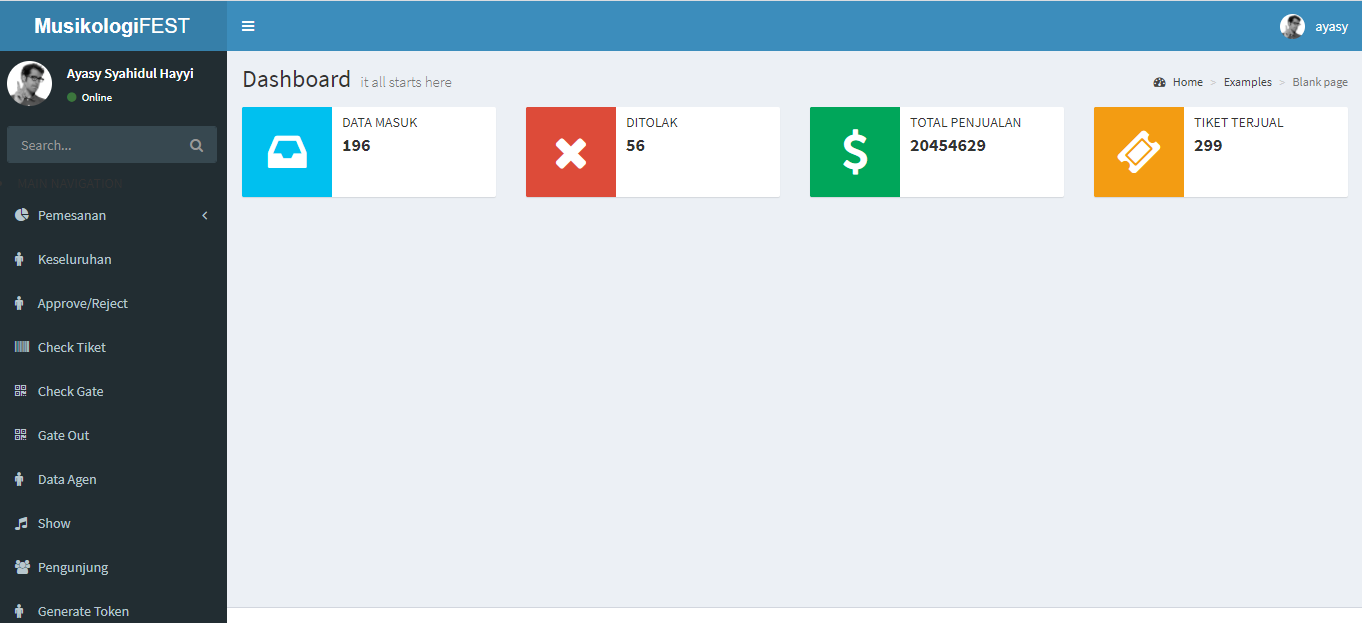 MusikologiFEST
ayasy
Ayasy Syahidul Hayyi
Online
Search...
MAIN NAVIGATION
Pemesanan
Keseluruhan
Approve/Reject
Check Tiket
Check Gate
Gate Out
Data Agen
Show
Pengunjung
Generate Token
Dashboard it all starts here
Home > Examples > Blank page
DATA MASUK
196
DITOLAK
56
TOTAL PENJUALAN
20454629
TIKET TERJUAL
299